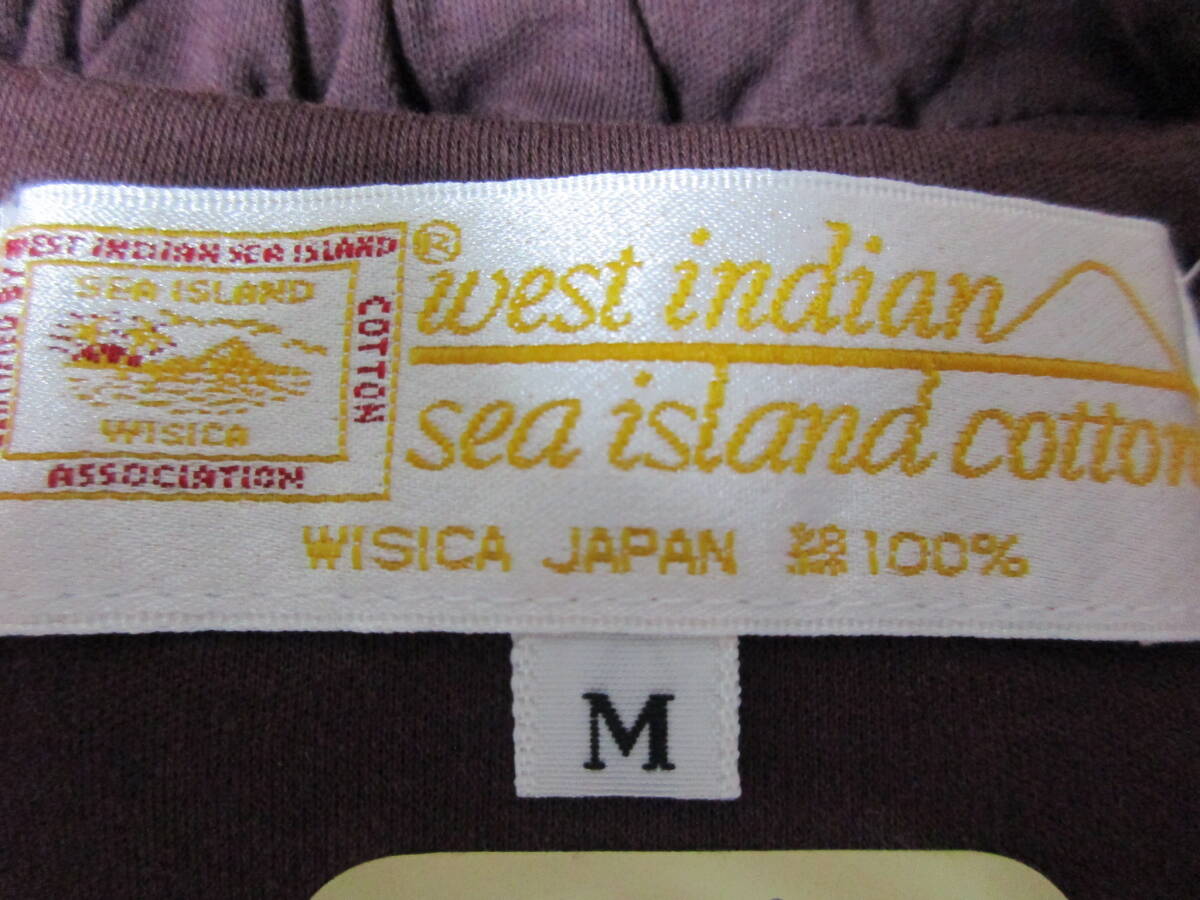 WEST INDIAN SEA ISLAND
COTTON
ASSOCIATION
SEA ISLAND
WISICA
®
west indian
sea island cotton
WISICA JAPAN 綿100%
M